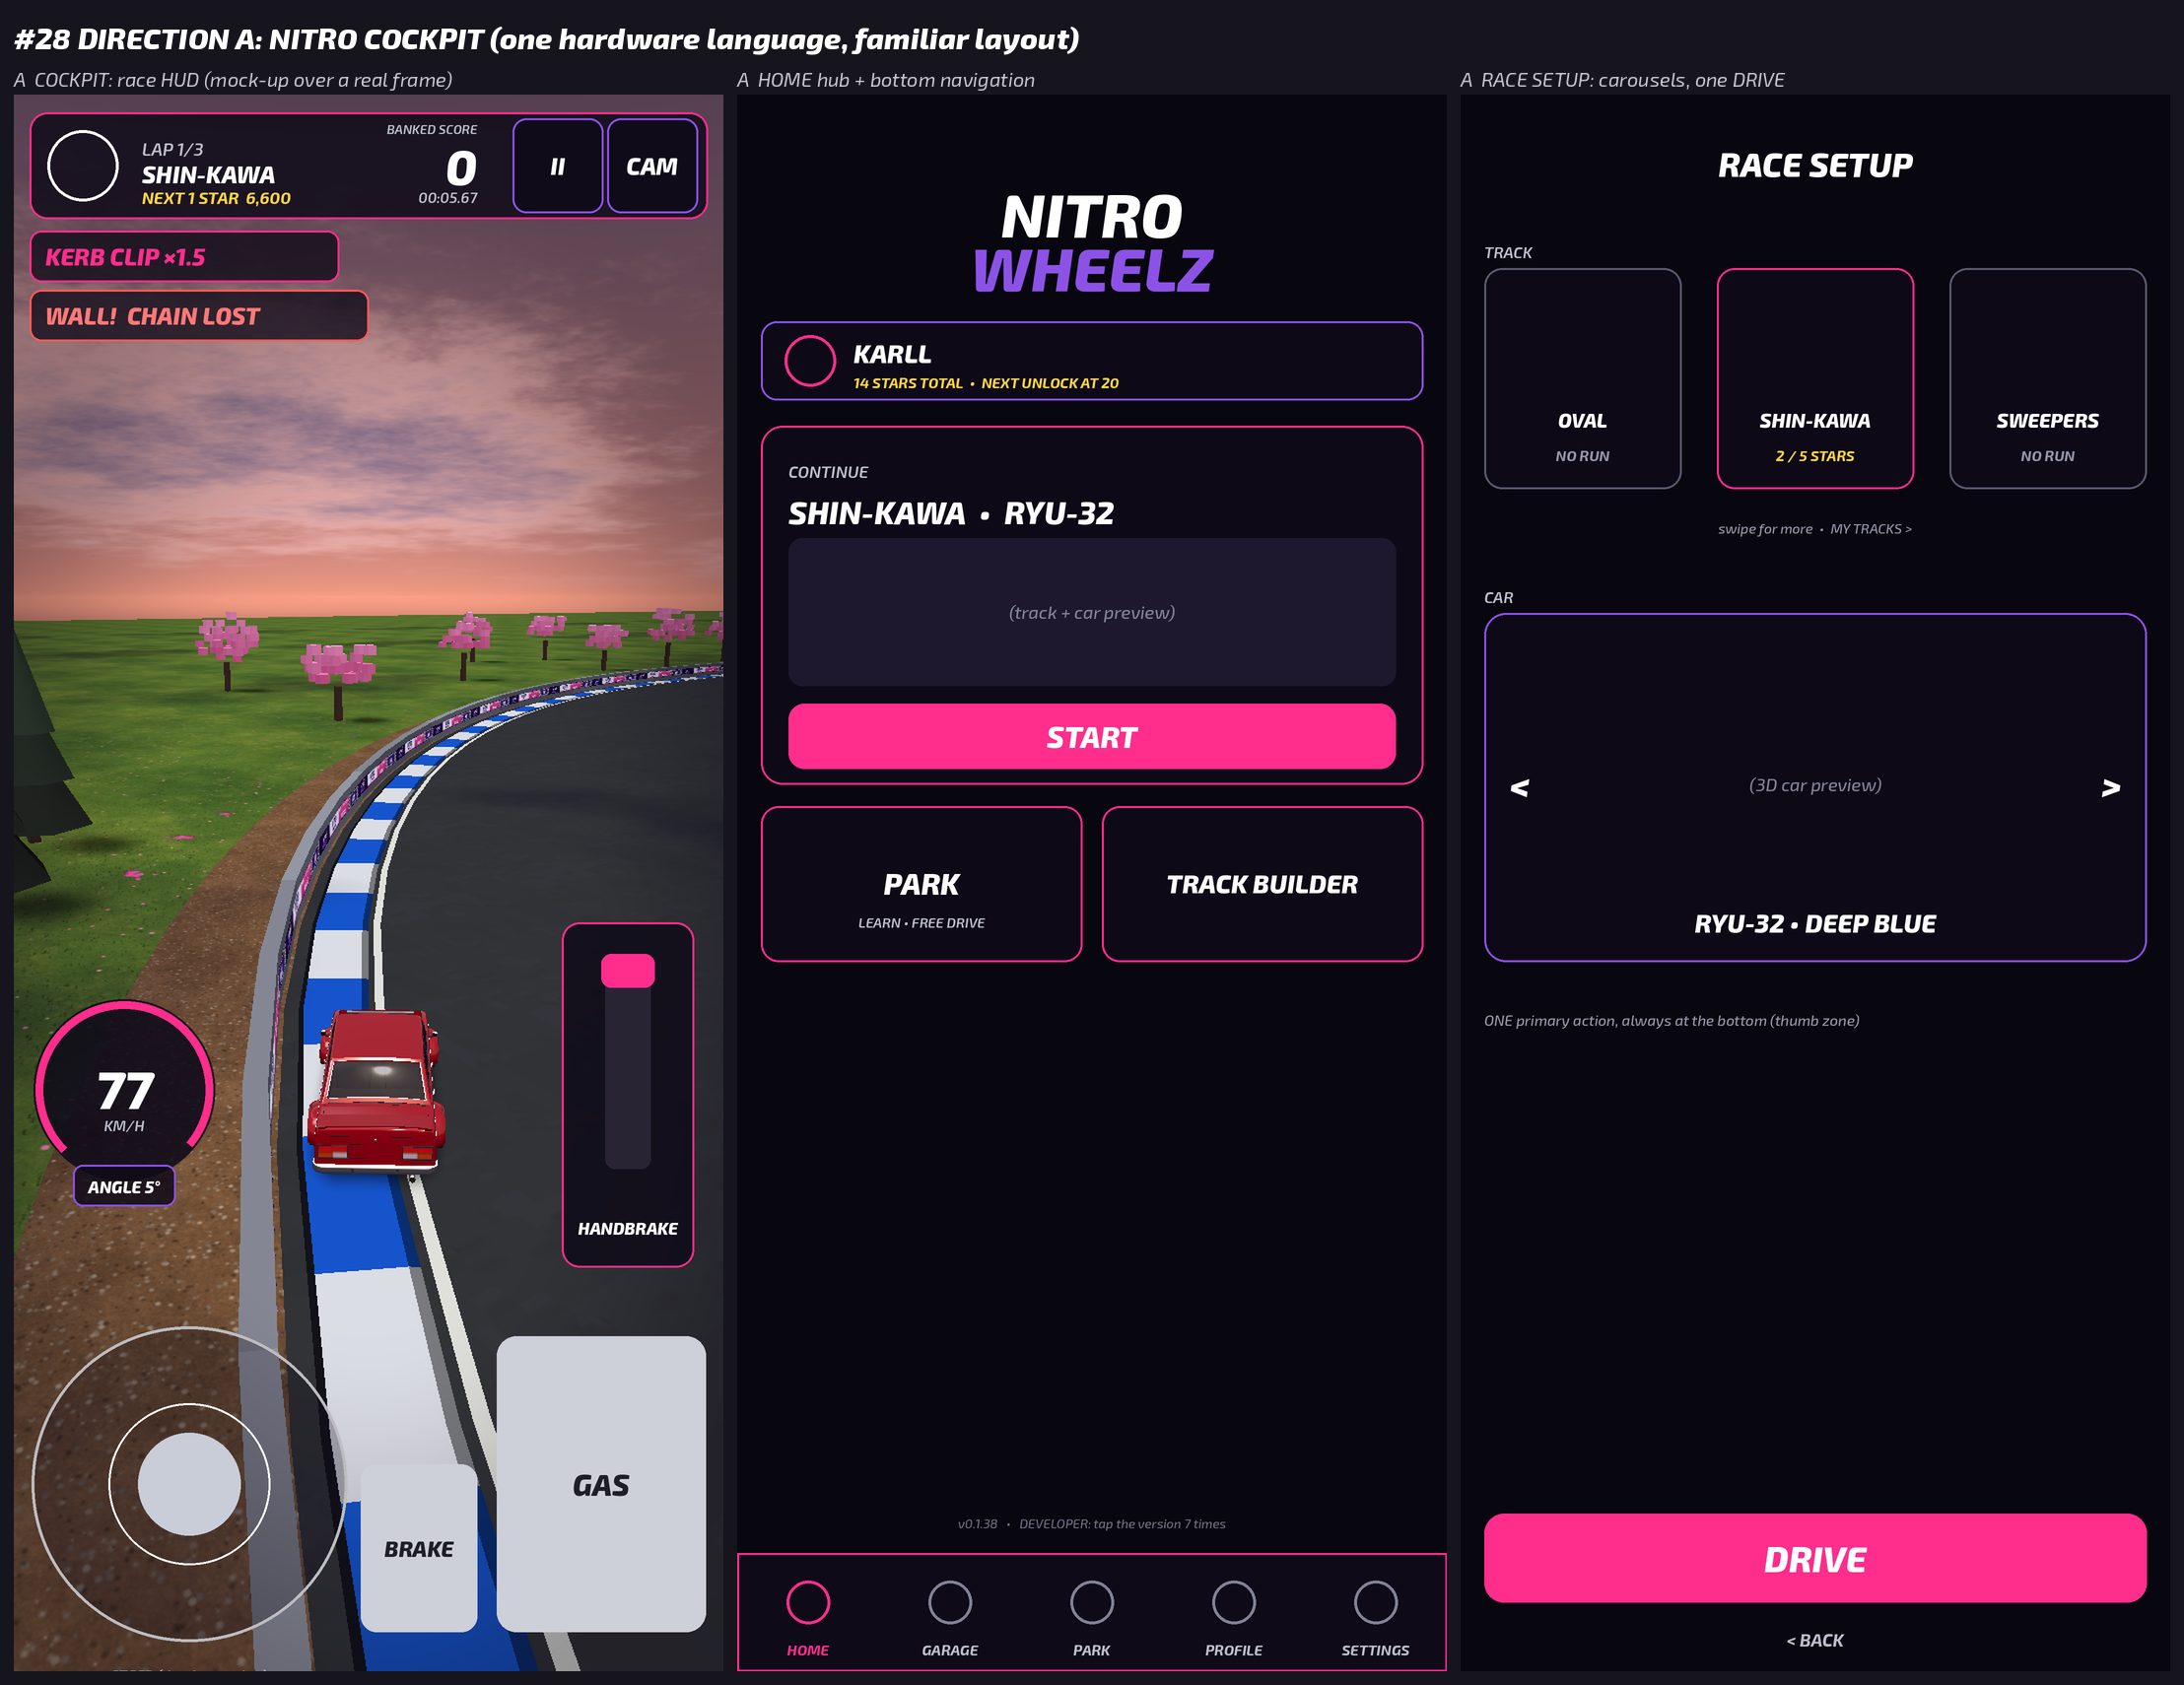 #28 DIRECTION A: NITRO COCKPIT (one hardware language, familiar layout)
A COCKPIT: race HUD (mock-up over a real frame)
LAP 1/3
SHIN-KAWA
NEXT 1 STAR 6,600
BANKED SCORE
0
00:05.67
II
CAM
KERB CLIP ×1.5
WALL! CHAIN LOST
77
KM/H
ANGLE 5°
HANDBRAKE
GAS
BRAKE
A HOME hub + bottom navigation
NITRO
WHEELZ
KARLL
14 STARS TOTAL • NEXT UNLOCK AT 20
CONTINUE
SHIN-KAWA • RYU-32
(track + car preview)
START
PARK
LEARN • FREE DRIVE
TRACK BUILDER
v0.1.38 • DEVELOPER: tap the version 7 times
HOME
GARAGE
PARK
PROFILE
SETTINGS
A RACE SETUP: carousels, one DRIVE
RACE SETUP
TRACK
OVAL
NO RUN
SHIN-KAWA
2 / 5 STARS
SWEEPERS
NO RUN
swipe for more • MY TRACKS >
CAR
<
(3D car preview)
>
RYU-32 • DEEP BLUE
ONE primary action, always at the bottom (thumb zone)
DRIVE
< BACK